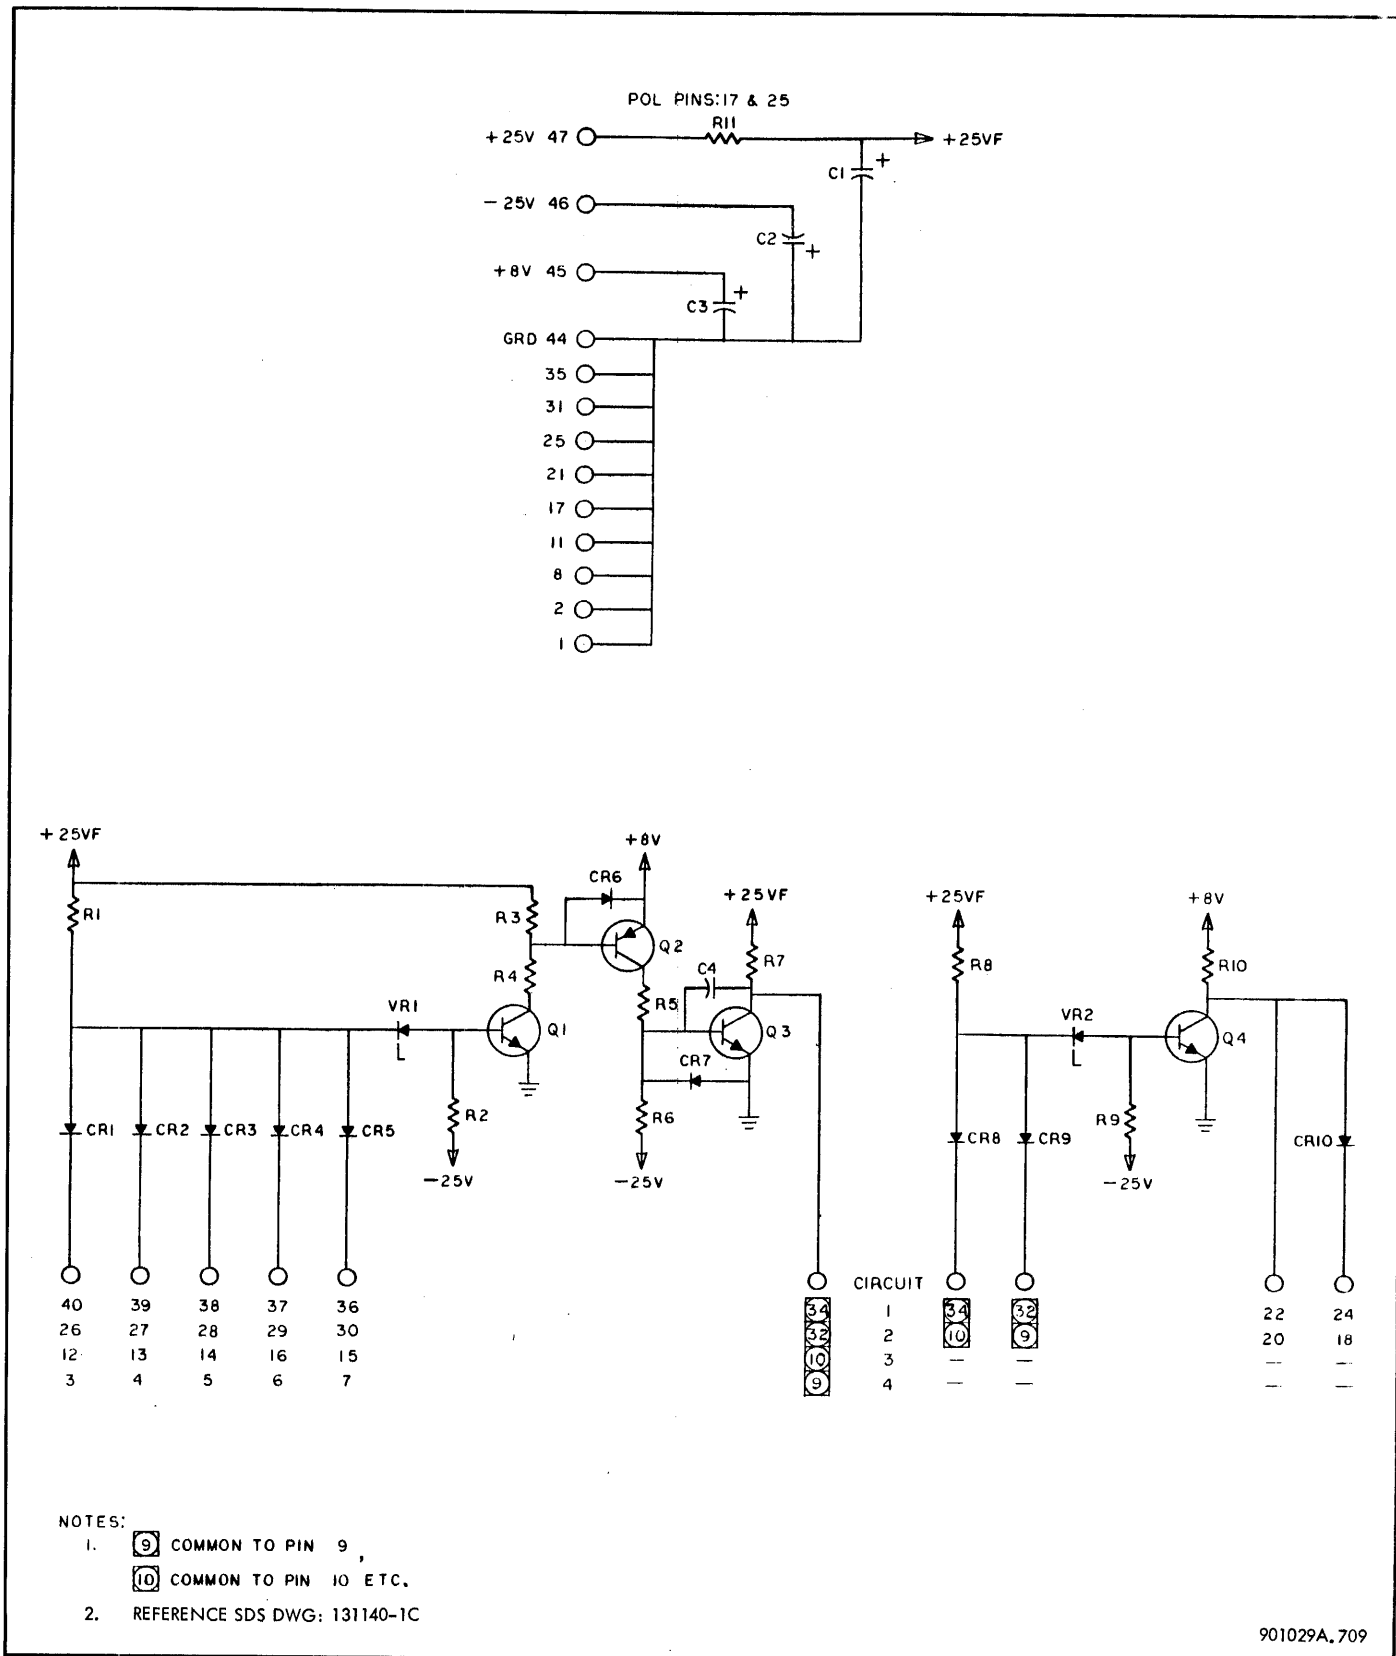 POL PINS:17 & 25
R11
+25V 47
+25VF
C1 +
-25V 46
C2 +
+8V 45
C3 +
GRD 44
35
31
25
21
17
11
8
2
1
+25VF
+8V
CR6
+25VF
+25VF
+8V
R1
R3
Q2
R7
R8
R10
R4
C4
VR1
R5
VR2
Q1
Q3
Q4
L
CR7
L
R2
R6
R9
CR1 CR2 CR3 CR4 CR5
CR8 CR9
CR10
-25V
-25V
-25V
CIRCUIT
40 39 38 37 36 34 1 34 32 22 24
26 27 28 29 30 32 2 10 9 20 18
12 13 14 16 15 10 3 — — — —
3 4 5 6 7 9 4 — — — —
NOTES:
1. 9 COMMON TO PIN 9,
10 COMMON TO PIN 10 ETC.
2. REFERENCE SDS DWG: 131140-1C
901029A.709